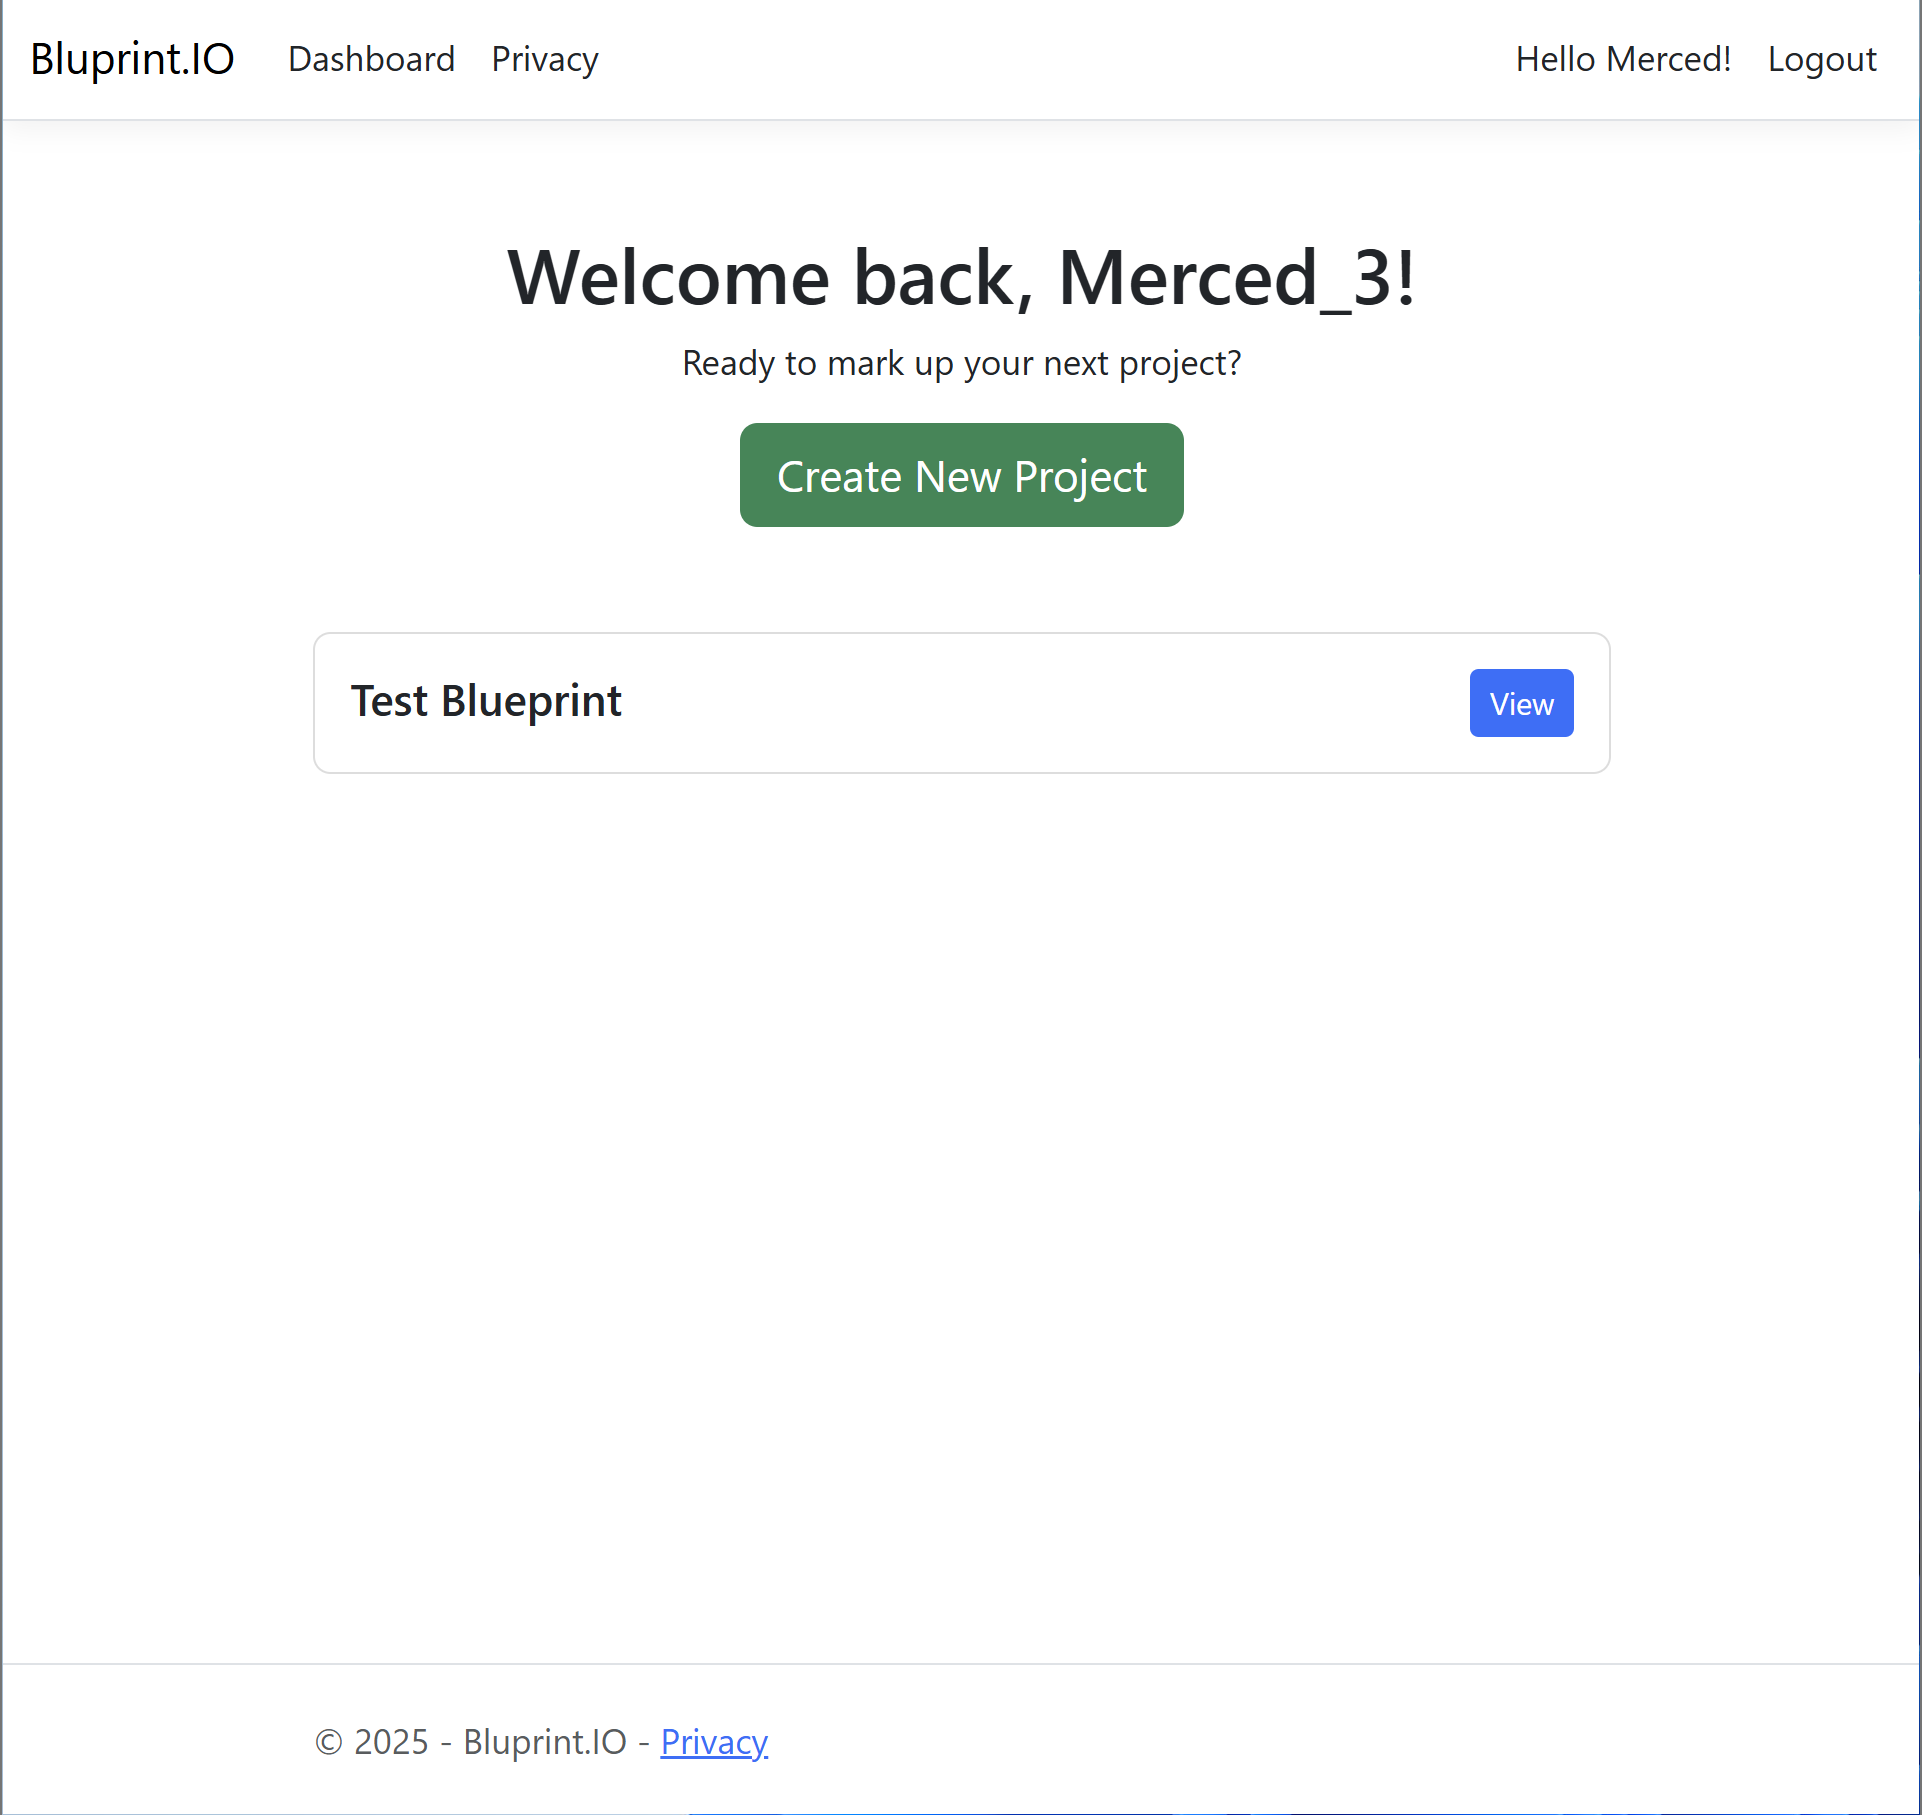 Bluprint.IO Dashboard Privacy Hello Merced! Logout
Welcome back, Merced_3!
Ready to mark up your next project?
Create New Project
Test Blueprint View
© 2025 - Bluprint.IO - Privacy